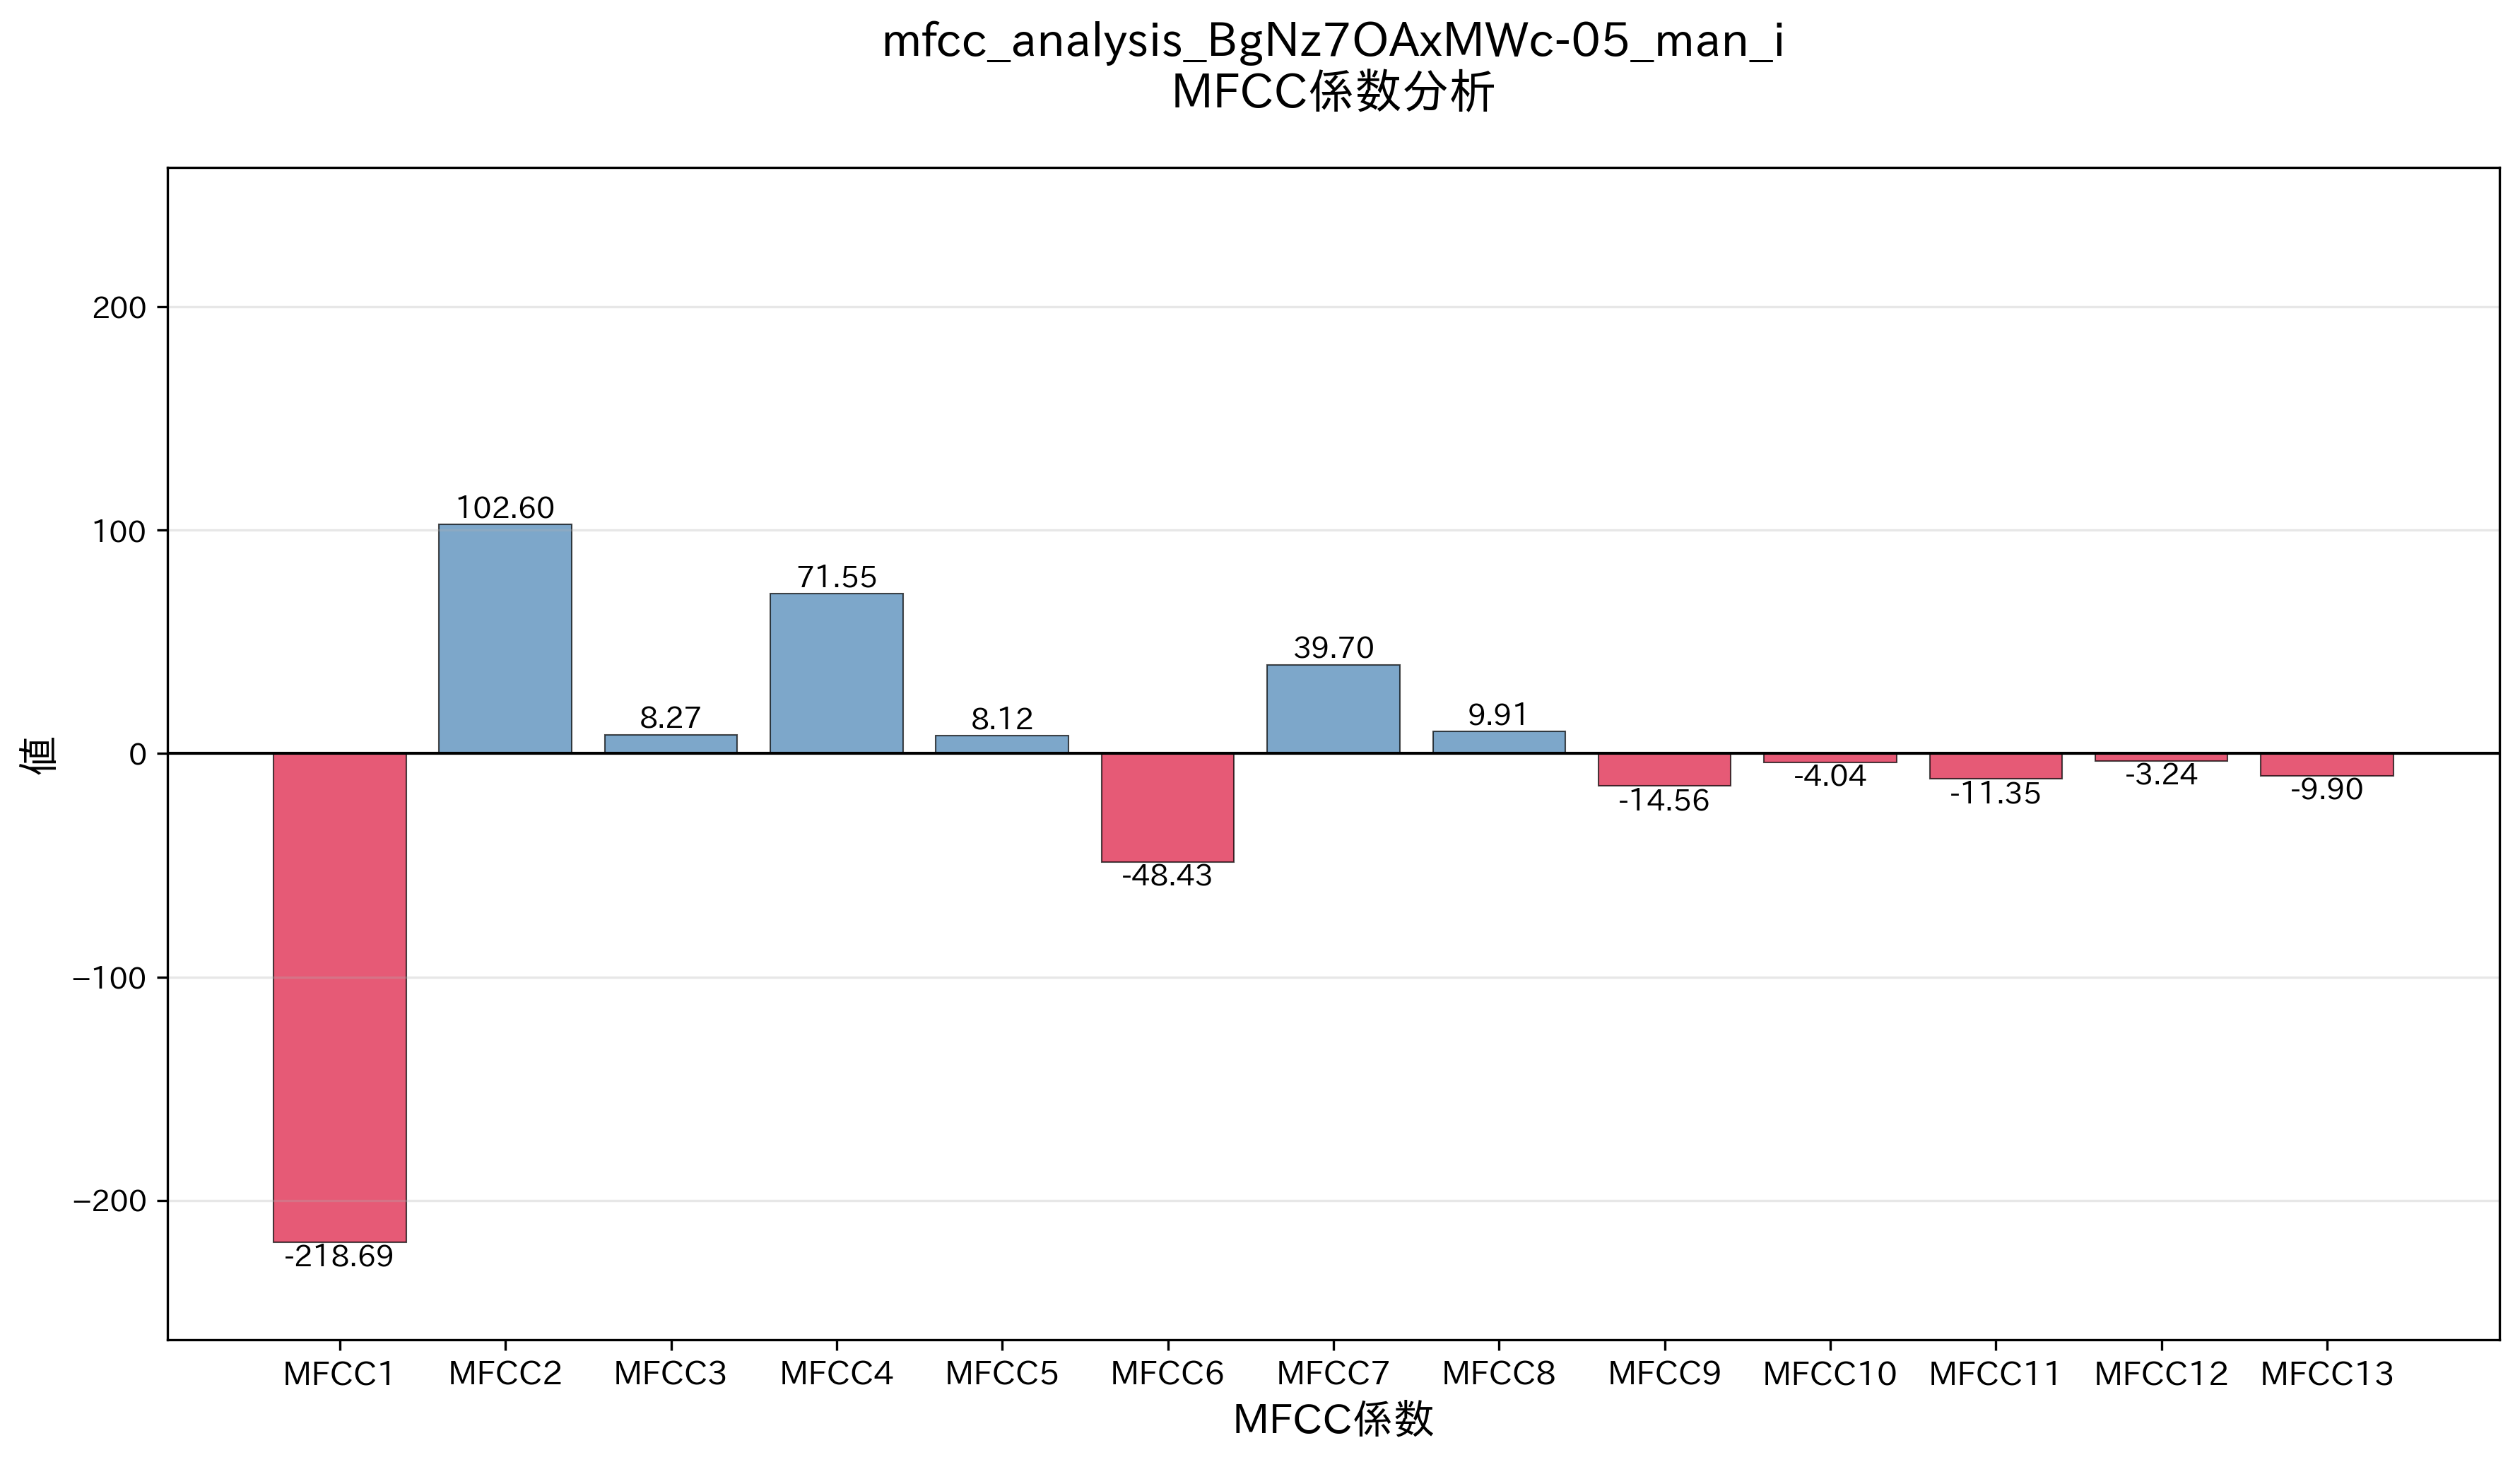 mfcc_analysis_BgNz7OAxMWc-05_man_i
MFCC係数分析
値
200
100
0
−100
−200
102.60
71.55
39.70
8.27
8.12
9.91
-218.69
-48.43
-14.56
-4.04
-11.35
-3.24
-9.90
MFCC1
MFCC2
MFCC3
MFCC4
MFCC5
MFCC6
MFCC7
MFCC8
MFCC9
MFCC10
MFCC11
MFCC12
MFCC13
MFCC係数